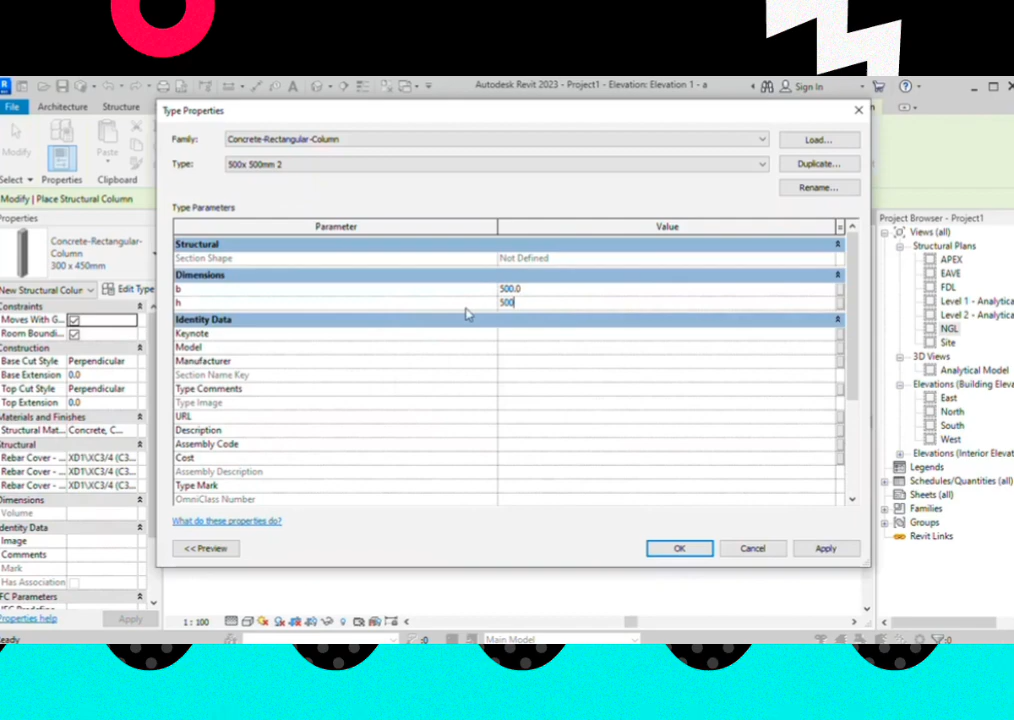 Autodesk Revit 2023 - Project1 - Elevation: Elevation 1 - a
Sign In
File Architecture Structure
Modify
Paste
Select Properties Clipboard
Modify | Place Structural Column
Properties
Concrete-Rectangular-
Column
300 x 450mm
New Structural Colur Edit Type
Constraints
Moves With G...
Room Boundi...
Construction
Base Cut Style Perpendicular
Base Extension 0.0
Top Cut Style Perpendicular
Top Extension 0.0
Materials and Finishes
Structural Mat... Concrete, C...
Structural
Rebar Cover - ... XD1\XC3/4 (C3...
Rebar Cover - ... XD1\XC3/4 (C3...
Rebar Cover - ... XD1\XC3/4 (C3...
Dimensions
Volume
Identity Data
Image
Comments
Mark
Has Association
IFC Parameters
Properties help Apply
Type Properties
Family: Concrete-Rectangular-Column Load...
Type: 500x 500mm 2 Duplicate...
Rename...
Type Parameters
Parameter Value =
Structural
Section Shape Not Defined
Dimensions
b 500.0
h 500
Identity Data
Keynote
Model
Manufacturer
Section Name Key
Type Comments
Type Image
URL
Description
Assembly Code
Cost
Assembly Description
Type Mark
OmniClass Number
What do these properties do?
<< Preview OK Cancel Apply
Project Browser - Project1
Views (all)
Structural Plans
APEX
EAVE
FDL
Level 1 - Analytica
Level 2 - Analytica
NGL
Site
3D Views
Analytical Model
Elevations (Building Eleva
East
North
South
West
Elevations (Interior Elevat
Legends
Schedules/Quantities (all)
Sheets (all)
Families
Groups
Revit Links
1 : 100
Ready :0 Main Model :0